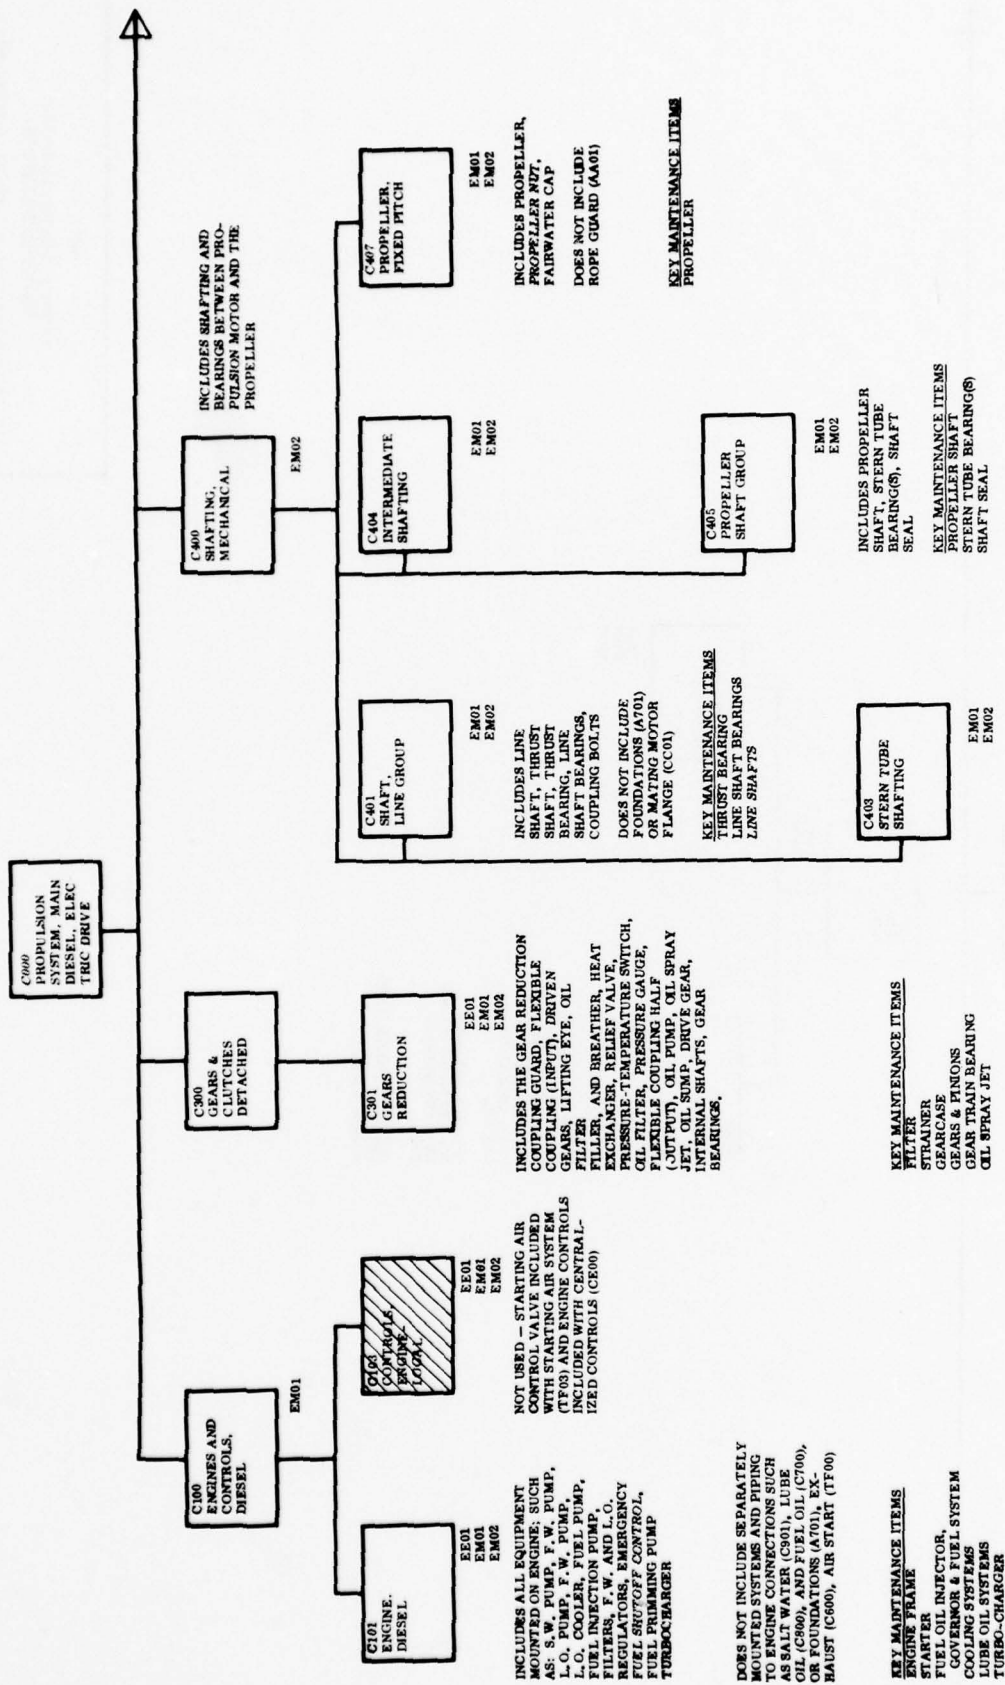 C000
PROPULSION
SYSTEM, MAIN
DIESEL, ELEC
TRIC DRIVE
C100
ENGINES AND
CONTROLS,
DIESEL
EM01
C101
ENGINE,
DIESEL
EE01
EM01
EM02
INCLUDES ALL EQUIPMENT
MOUNTED ON ENGINE; SUCH
AS: S.W. PUMP, F.W. PUMP,
L.O. PUMP, F.W. PUMP,
L.O. COOLER, FUEL PUMP,
FUEL INJECTION PUMP,
FILTERS, F.W. AND L.O.
REGULATORS, EMERGENCY
FUEL SHUTOFF CONTROL,
FUEL PRIMMING PUMP
TURBOCHARGER
DOES NOT INCLUDE SEPARATELY
MOUNTED SYSTEMS AND PIPING
TO ENGINE CONNECTIONS SUCH
AS SALT WATER (C901), LUBE
OIL (C800), AND FUEL OIL (C700),
OR FOUNDATIONS (A701), EX-
HAUST (C600), AIR START (TF00)
KEY MAINTENANCE ITEMS
ENGINE FRAME
STARTER
FUEL OIL INJECTOR,
GOVERNOR & FUEL SYSTEM
COOLING SYSTEMS
LUBE OIL SYSTEMS
TURBO-CHARGER
C103
CONTROLS,
ENGINE-
LOCAL
EE01
EM01
EM02
NOT USED – STARTING AIR
CONTROL VALVE INCLUDED
WITH STARTING AIR SYSTEM
(TF03) AND ENGINE CONTROLS
INCLUDED WITH CENTRAL-
IZED CONTROLS (CE00)
C300
GEARS &
CLUTCHES
DETACHED
C301
GEARS
REDUCTION
EE01
EM01
EM02
INCLUDES THE GEAR REDUCTION
COUPLING GUARD, FLEXIBLE
COUPLING (INPUT), DRIVEN
GEARS, LIFTING EYE, OIL
FILTER
FILLER, AND BREATHER, HEAT
EXCHANGER, RELIEF VALVE,
PRESSURE-TEMPERATURE SWITCH,
OIL FILTER, PRESSURE GAUGE,
FLEXIBLE COUPLING HALF
(OUTPUT), OIL PUMP, OIL SPRAY
JET, OIL SUMP, DRIVE GEAR,
INTERNAL SHAFTS, GEAR
BEARINGS.
KEY MAINTENANCE ITEMS
FILTER
STRAINER
GEARCASE
GEARS & PINIONS
GEAR TRAIN BEARING
OIL SPRAY JET
C400
SHAFTING,
MECHANICAL
EM02
INCLUDES SHAFTING AND
BEARINGS BETWEEN PRO-
PULSION MOTOR AND THE
PROPELLER
C401
SHAFT,
LINE GROUP
EM01
EM02
INCLUDES LINE
SHAFT, THRUST
SHAFT, THRUST
BEARING, LINE
SHAFT BEARINGS,
COUPLING BOLTS
DOES NOT INCLUDE
FOUNDATIONS (A701)
OR MATING MOTOR
FLANGE (CC01)
KEY MAINTENANCE ITEMS
THRUST BEARING
LINE SHAFT BEARINGS
LINE SHAFTS
C403
STERN TUBE
SHAFTING
EM01
EM02
C404
INTERMEDIATE
SHAFTING
EM01
EM02
C405
PROPELLER
SHAFT GROUP
EM01
EM02
INCLUDES PROPELLER
SHAFT, STERN TUBE
BEARING(S), SHAFT
SEAL
KEY MAINTENANCE ITEMS
PROPELLER SHAFT
STERN TUBE BEARING(S)
SHAFT SEAL
C407
PROPELLER,
FIXED PITCH
EM01
EM02
INCLUDES PROPELLER,
PROPELLER NUT,
FAIRWATER CAP
DOES NOT INCLUDE
ROPE GUARD (AA01)
KEY MAINTENANCE ITEMS
PROPELLER